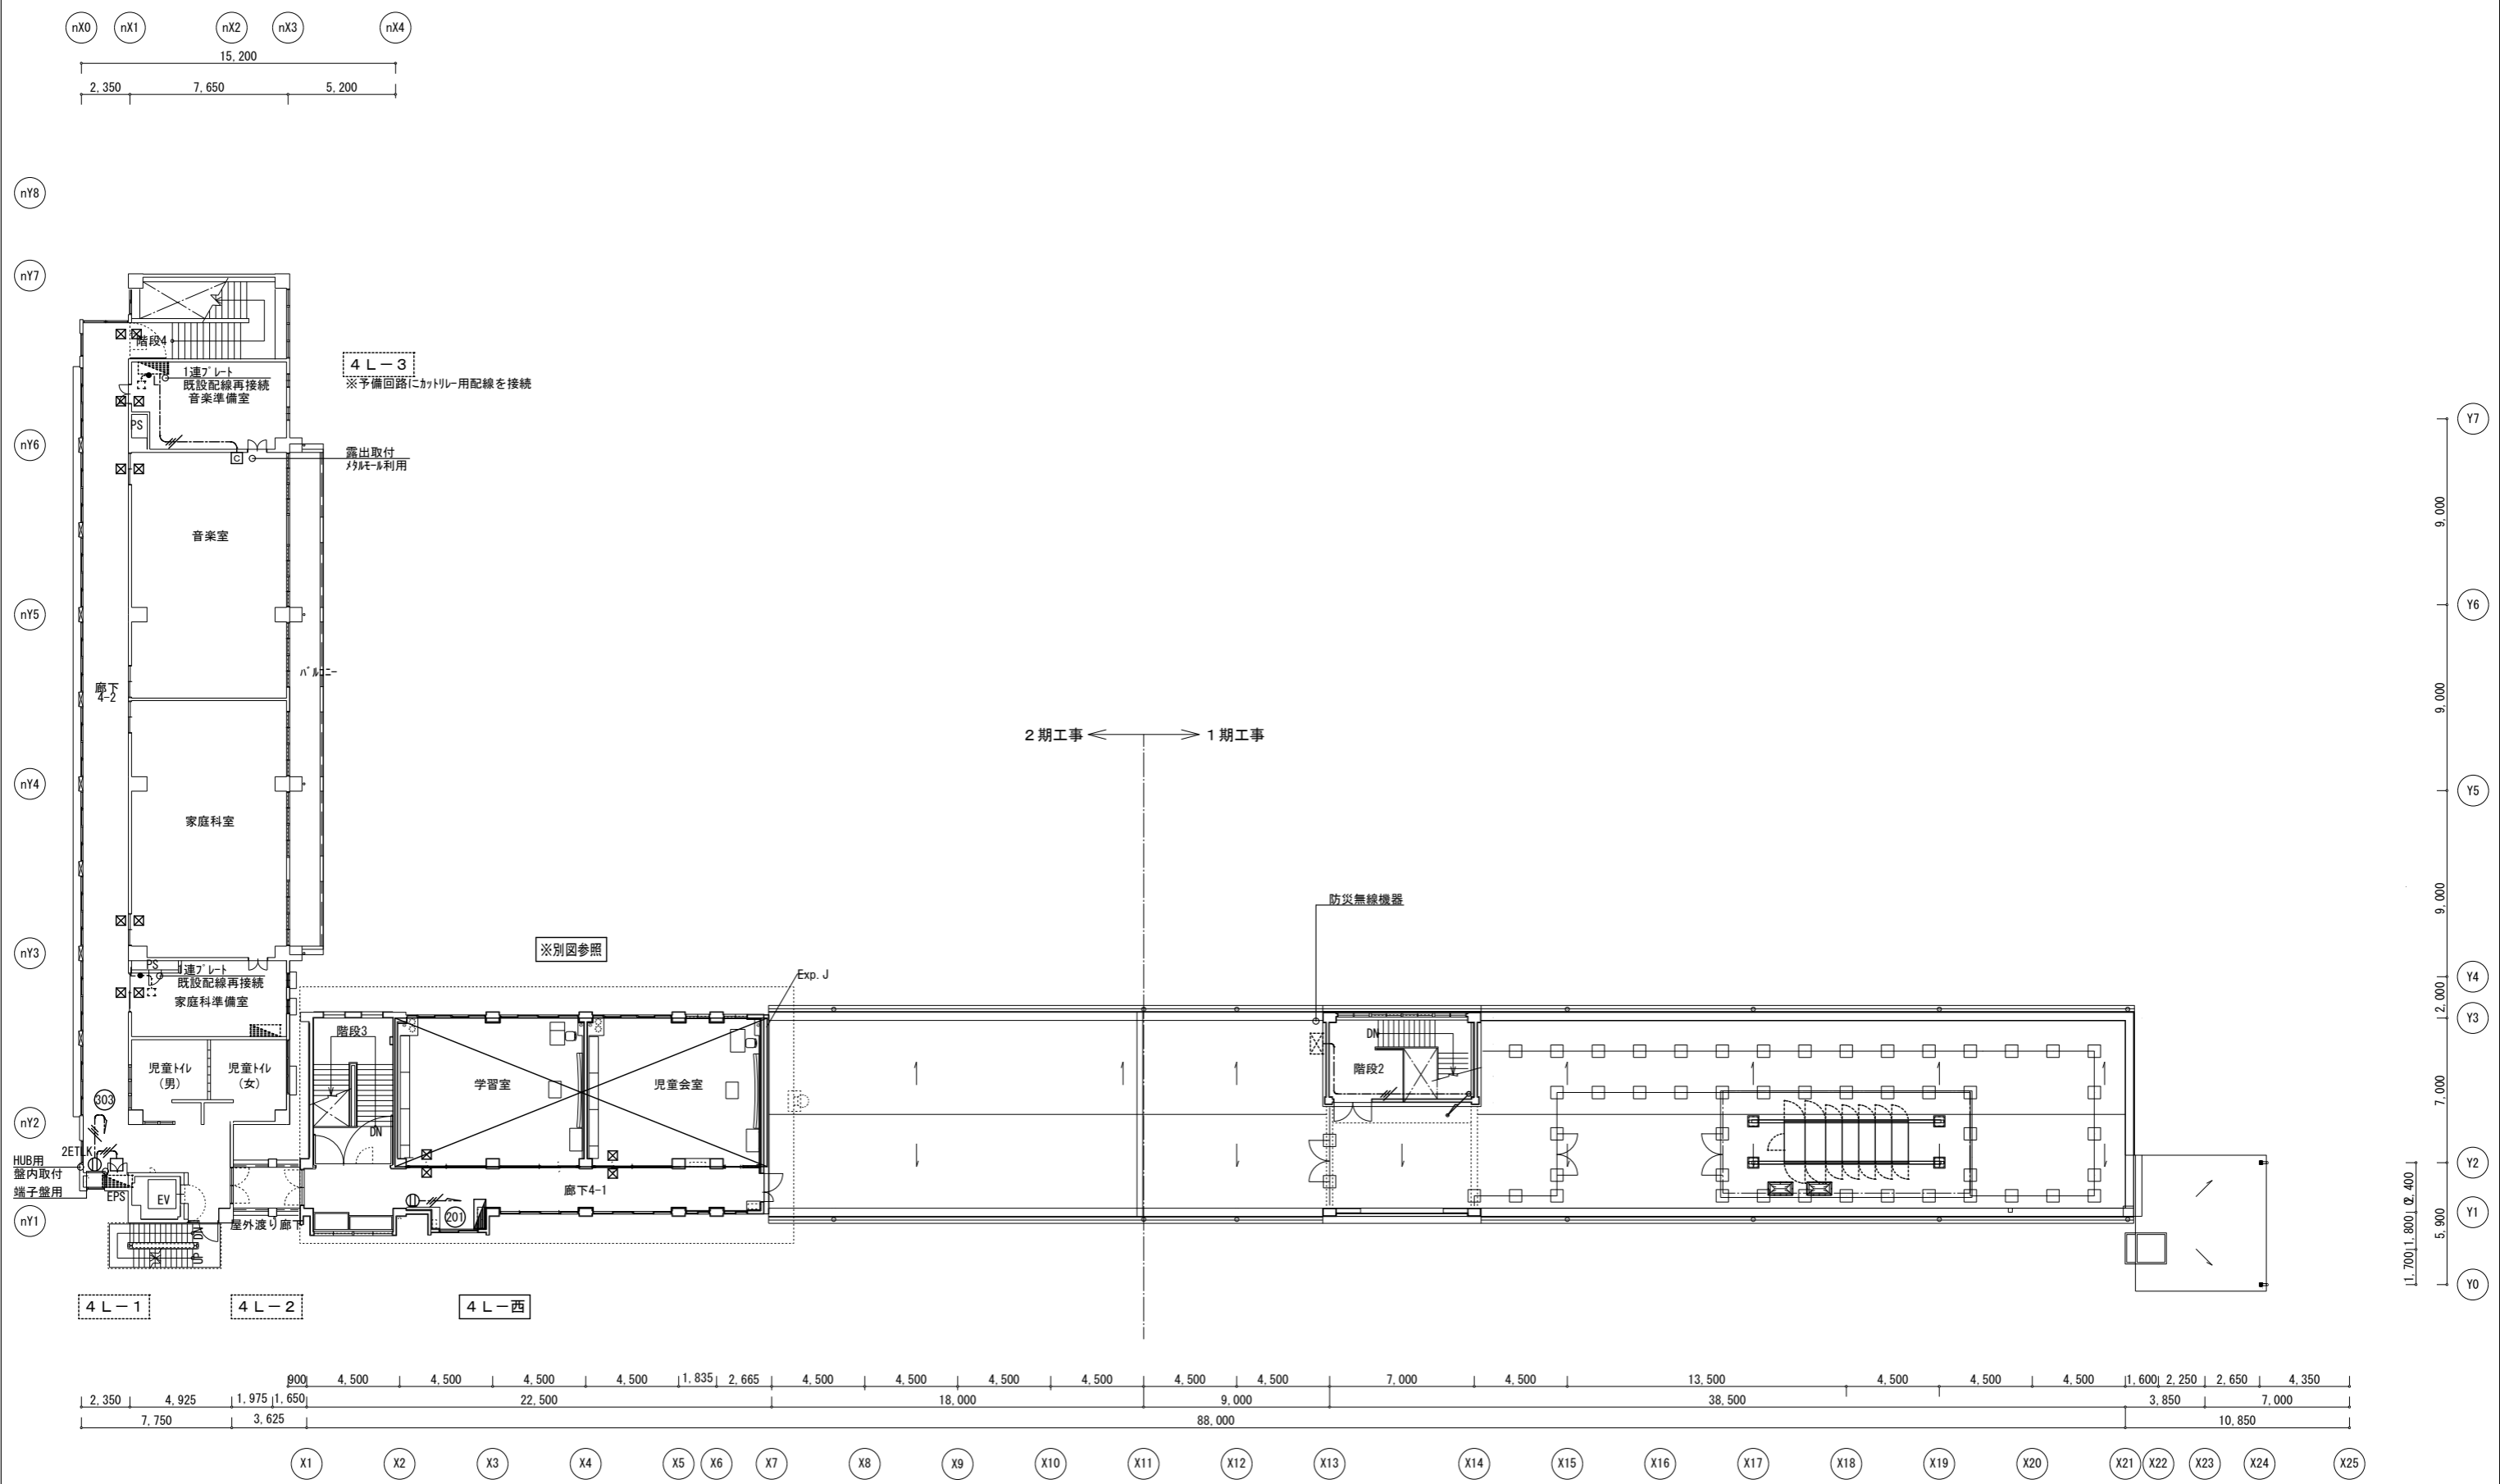 nX0 nX1 nX2 nX3 nX4
15,200
2,350 7,650 5,200
nY8
nY7
階段4
4L-3
※予備回路にｶｯﾄﾘﾚｰ用配線を接続
1連ﾌﾟﾚｰﾄ
既設配線再接続
音楽準備室
PS
Y7
nY6
C
露出取付
ﾒﾀﾙﾓｰﾙ利用
9,000
音楽室
nY5
Y6
ﾊﾞﾙｺﾆｰ
廊下
4-2
9,000
2期工事
1期工事
nY4
Y5
家庭科室
9,000
防災無線機器
※別図参照
nY3
PS
1連ﾌﾟﾚｰﾄ
既設配線再接続
家庭科準備室
Exp.J
Y4
2,000
Y3
階段3
DN
児童ﾄｲﾚ
(男)
児童ﾄｲﾚ
(女)
学習室
児童会室
階段2
7,000
303
nY2
DN
2ETLK
HUB用
盤内取付
端子盤用
EPS
EV
廊下4-1
Y2
2,400
201
屋外渡り廊下
nY1
Y1
DN
UP
1,800
5,900
1,700
Y0
4L-1
4L-2
4L-西
900 4,500 4,500 4,500 4,500 1,835 2,665 4,500 4,500 4,500 4,500 4,500 4,500 7,000 4,500 13,500 4,500 4,500 4,500 1,600 2,250 2,650 4,350
2,350 4,925 1,975 1,650 22,500 18,000 9,000 38,500 3,850 7,000
7,750 3,625 88,000 10,850
X1 X2 X3 X4 X5 X6 X7 X8 X9 X10 X11 X12 X13 X14 X15 X16 X17 X18 X19 X20 X21 X22 X23 X24 X25